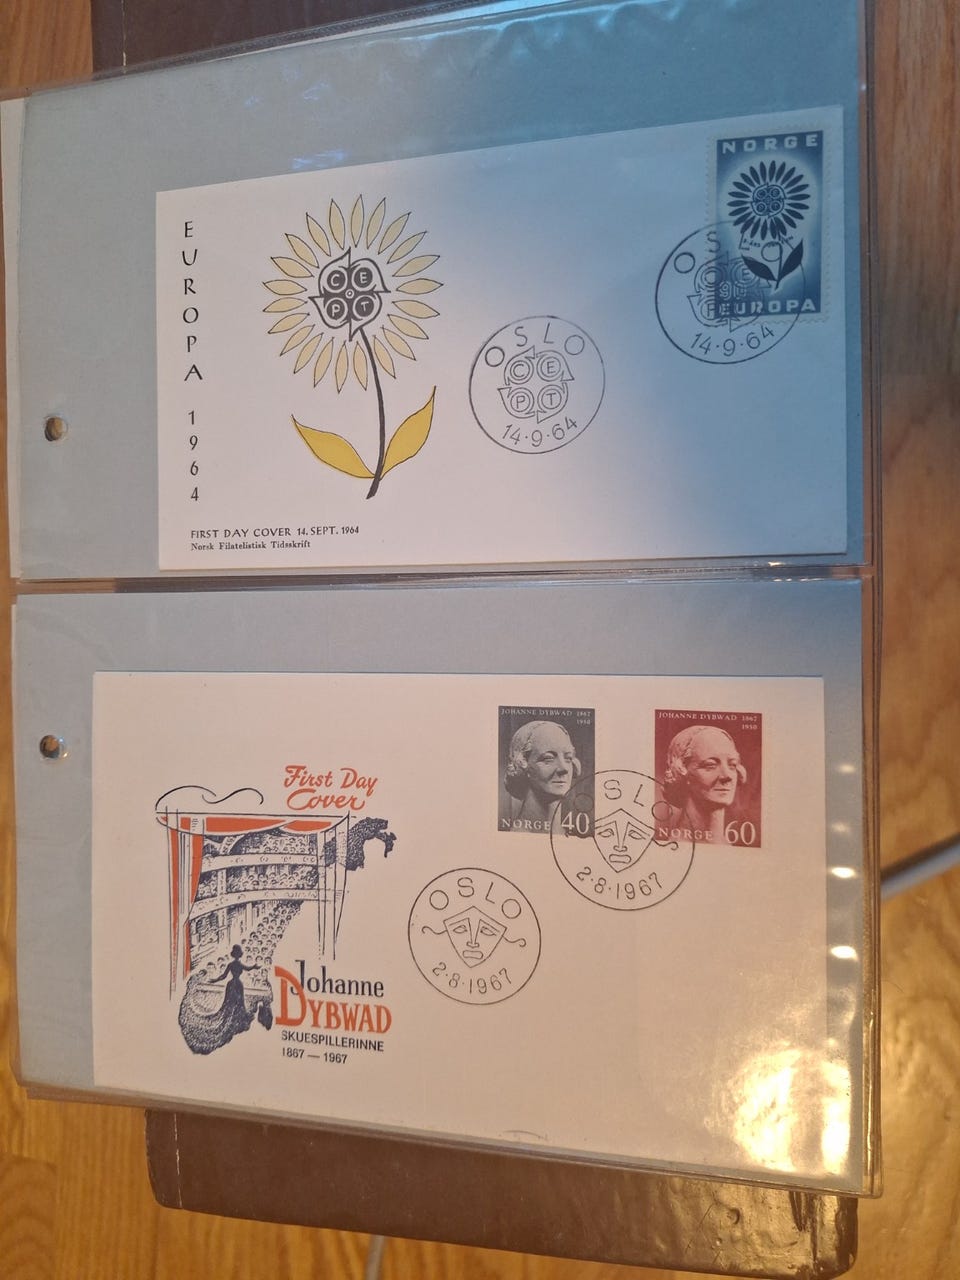 EUROPA 1964
C E
P T
FIRST DAY COVER 14. SEPT. 1964
Norsk Filatelistisk Tidsskrift
OSLO
C E
P T
14·9·64
NORGE
C E
P T
EUROPA
OSLO
14·9·64
First Day
Cover
Johanne
DYBWAD
SKUESPILLERINNE
1867 — 1967
OSLO
2·8·1967
JOHANNE DYBWAD 1867
1950
NORGE 40
OSLO
2·8·1967
JOHANNE DYBWAD 1867
1950
NORGE 60